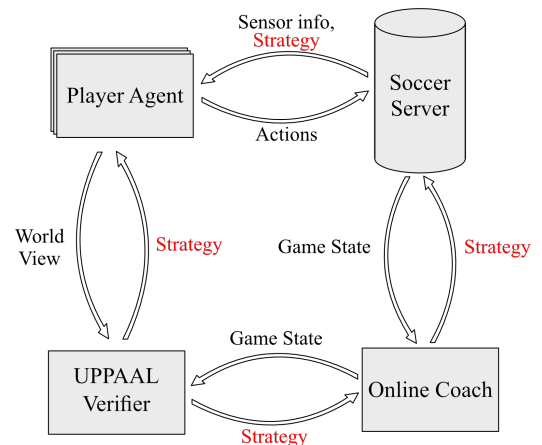 Sensor info,
Strategy
Player Agent
Soccer
Server
Actions
World
View
Strategy
Game State
Strategy
Game State
UPPAAL
Verifier
Online Coach
Strategy